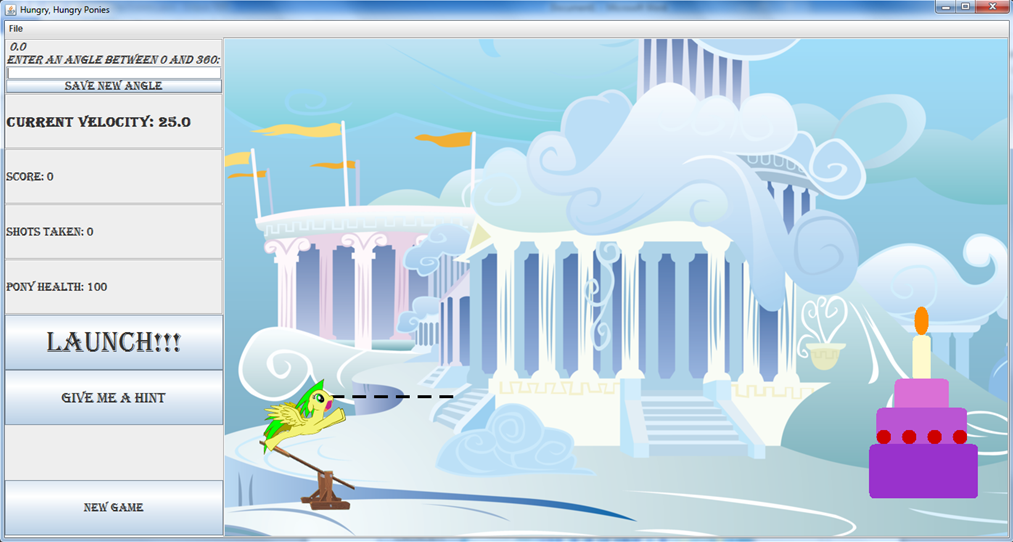 Hungry, Hungry Ponies
File
0.0
ENTER AN ANGLE BETWEEN 0 AND 360:
SAVE NEW ANGLE
CURRENT VELOCITY: 25.0
SCORE: 0
SHOTS TAKEN: 0
PONY HEALTH: 100
LAUNCH!!!
GIVE ME A HINT
NEW GAME